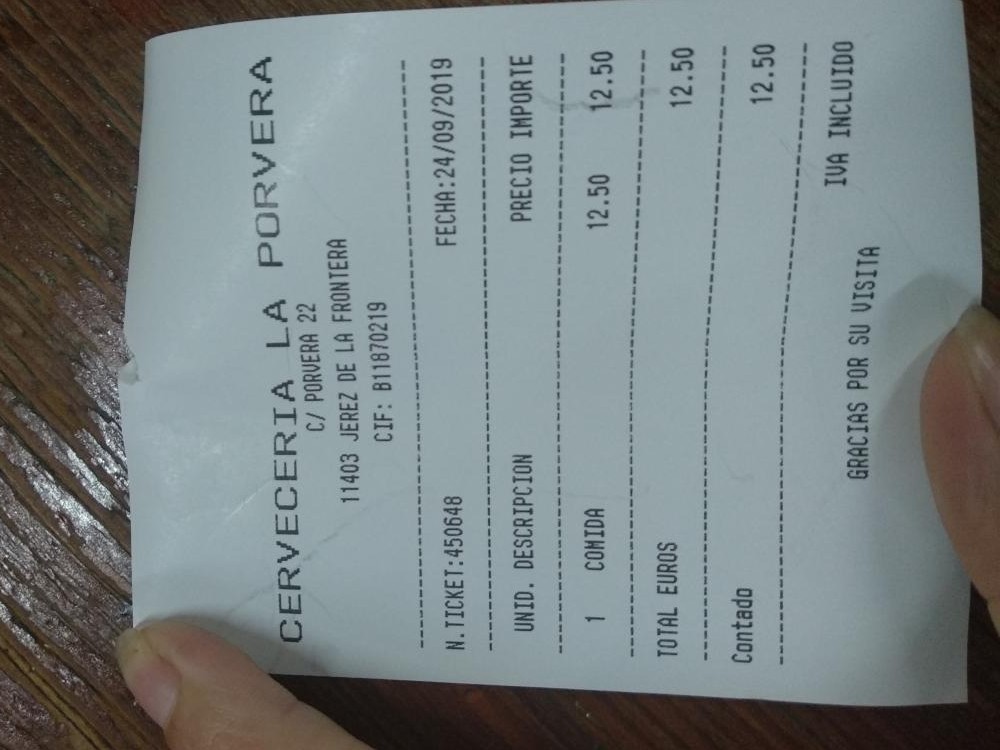 CERVECERIA LA PORVERA
C/ PORVERA 22
11403 JEREZ DE LA FRONTERA
CIF: B11870219
N.TICKET:450648 FECHA:24/09/2019
UNID. DESCRIPCION PRECIO IMPORTE
1 COMIDA 12.50 12.50
TOTAL EUROS 12.50
Contado 12.50
IVA INCLUIDO
GRACIAS POR SU VISITA